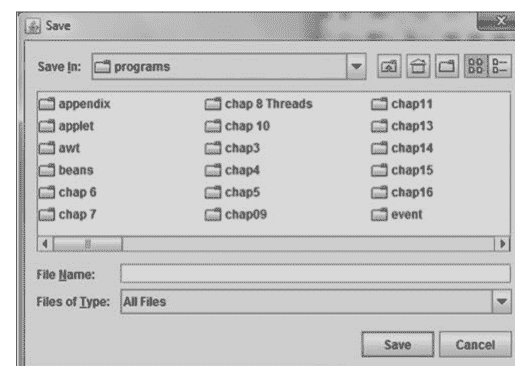 Save
Save In: programs
appendix
applet
awt
beans
chap 6
chap 7
chap 8 Threads
chap 10
chap3
chap4
chap5
chap09
chap11
chap13
chap14
chap15
chap16
event
File Name:
Files of Type: All Files
Save Cancel